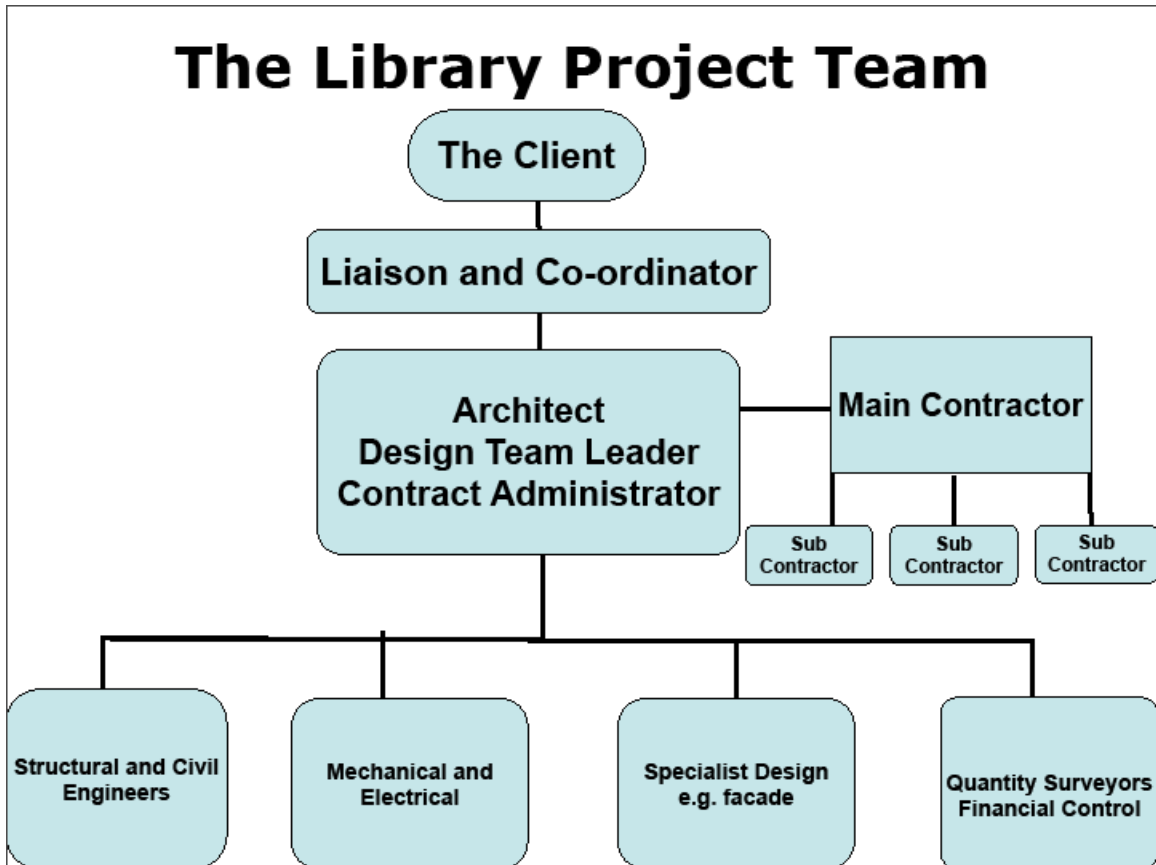 The Library Project Team
The Client
Liaison and Co-ordinator
Architect
Design Team Leader
Contract Administrator
Main Contractor
Sub
Contractor
Sub
Contractor
Sub
Contractor
Structural and Civil
Engineers
Mechanical and
Electrical
Specialist Design
e.g. facade
Quantity Surveyors
Financial Control